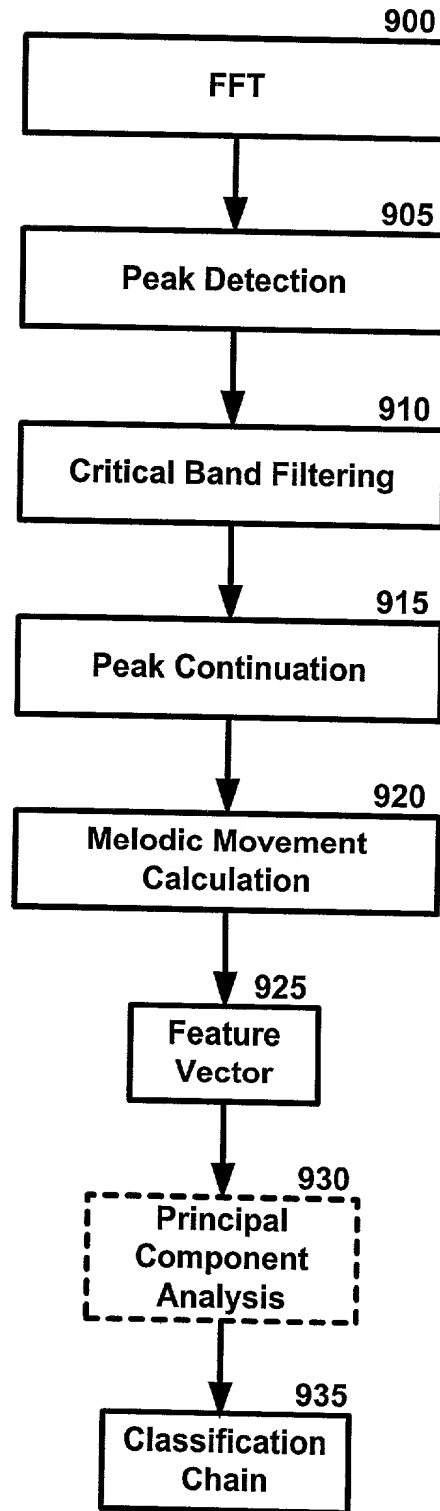 900
FFT
905
Peak Detection
910
Critical Band Filtering
915
Peak Continuation
920
Melodic Movement
Calculation
925
Feature
Vector
930
Principal
Component
Analysis
935
Classification
Chain